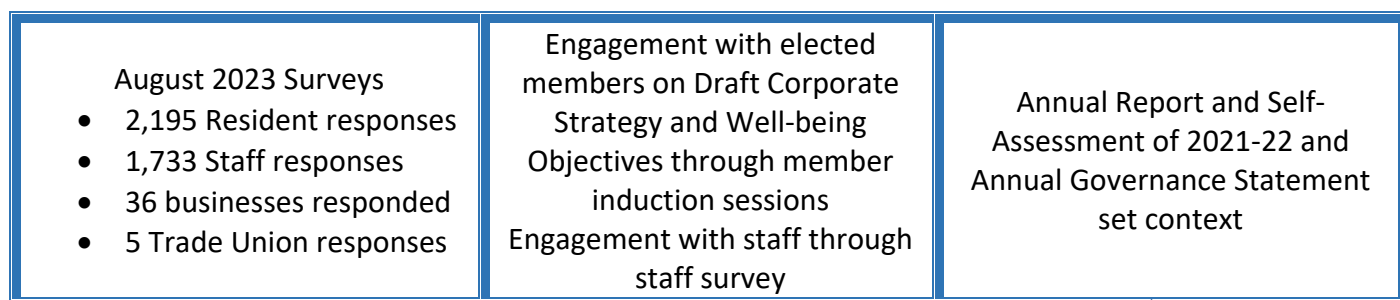 August 2023 Surveys
• 2,195 Resident responses
• 1,733 Staff responses
• 36 businesses responded
• 5 Trade Union responses
Engagement with elected
members on Draft Corporate
Strategy and Well-being
Objectives through member
induction sessions
Engagement with staff through
staff survey
Annual Report and Self-
Assessment of 2021-22 and
Annual Governance Statement
set context